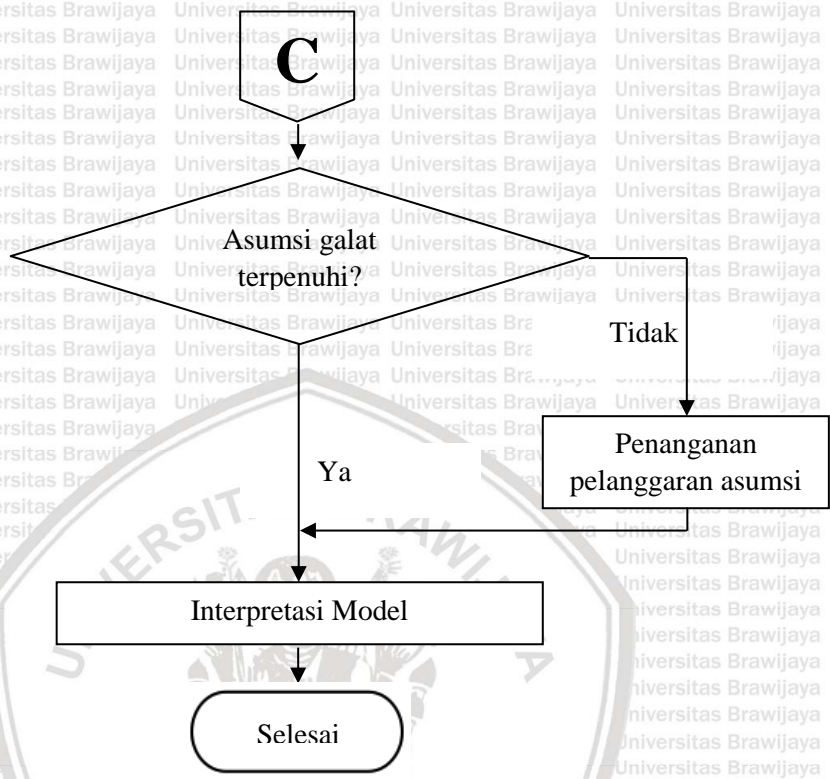 C
Asumsi galat
terpenuhi?
Tidak
Penanganan
pelanggaran asumsi
Ya
Interpretasi Model
Selesai